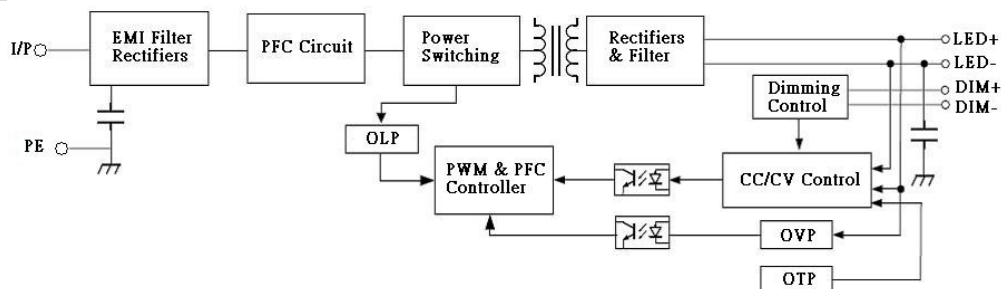 I/P
EMI Filter
Rectifiers
PFC Circuit
Power
Switching
Rectifiers
& Filter
LED+
LED-
DIM+
DIM-
Dimming
Control
PE
OLP
PWM & PFC
Controller
CC/CV Control
OVP
OTP